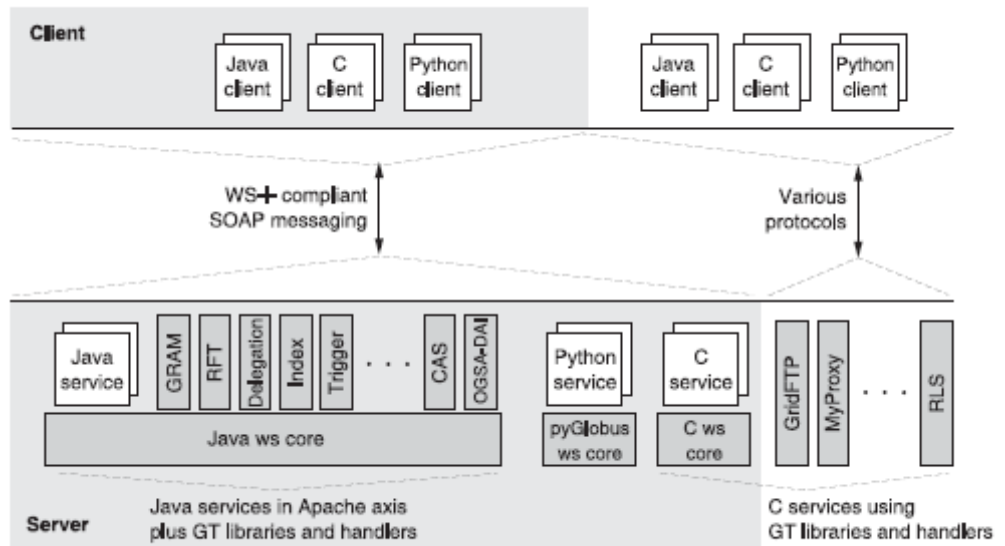 Client
Java
client
C
client
Python
client
Java
client
C
client
Python
client
WS+ compliant
SOAP messaging
Various
protocols
Java
service
GRAM
RFT
Delegation
Index
Trigger
. . .
CAS
OGSA-DAI
Python
service
C
service
GridFTP
MyProxy
. . .
RLS
Java ws core
pyGlobus
ws core
C ws
core
Server
Java services in Apache axis
plus GT libraries and handlers
C services using
GT libraries and handlers